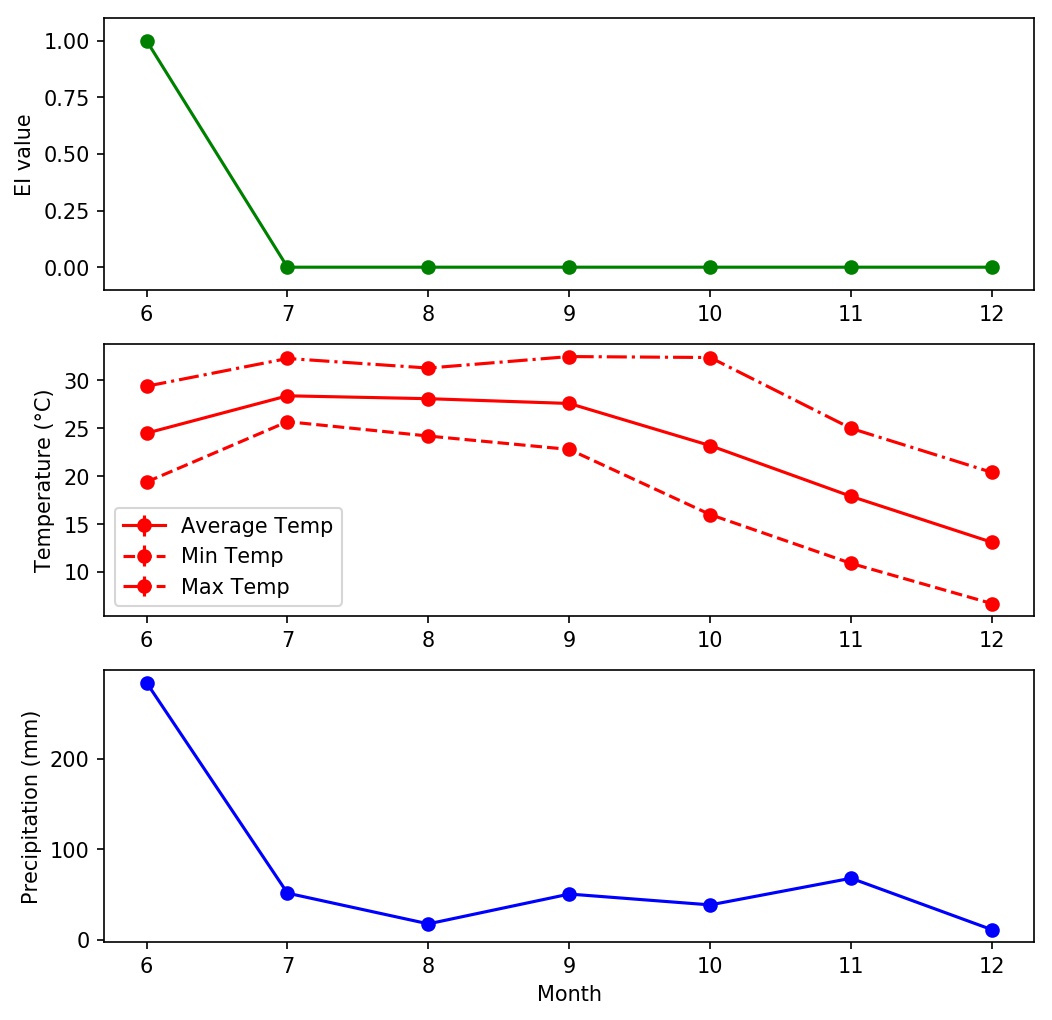 EI value
1.00
0.75
0.50
0.25
0.00
6 7 8 9 10 11 12
Temperature (°C)
30
25
20
15
10
Average Temp
Min Temp
Max Temp
6 7 8 9 10 11 12
Precipitation (mm)
200
100
0
6 7 8 9 10 11 12
Month